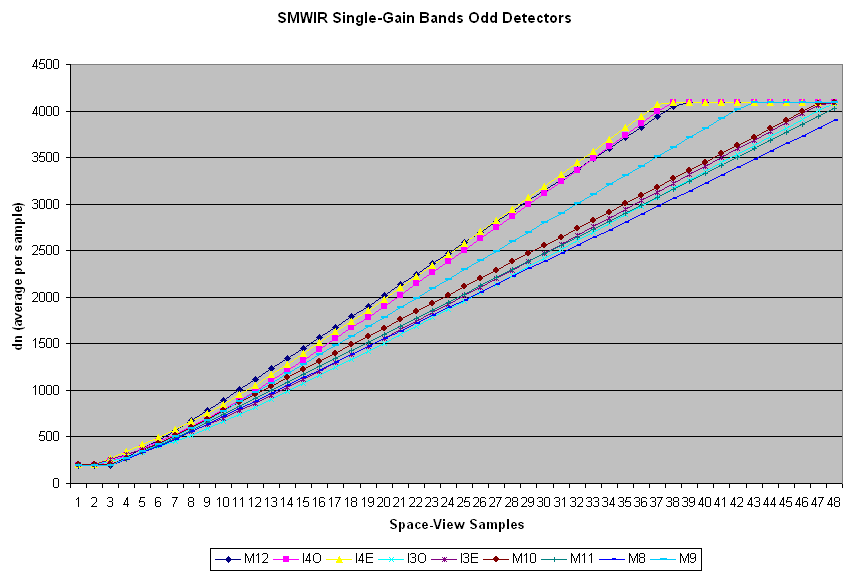 SMWIR Single-Gain Bands Odd Detectors
4500
4000
3500
3000
2500
2000
1500
1000
500
0
dn (average per sample)
1 2 3 4 5 6 7 8 9 10 11 12 13 14 15 16 17 18 19 20 21 22 23 24 25 26 27 28 29 30 31 32 33 34 35 36 37 38 39 40 41 42 43 44 45 46 47 48
Space-View Samples
M12 I4O I4E I3O I3E M10 M11 M8 M9